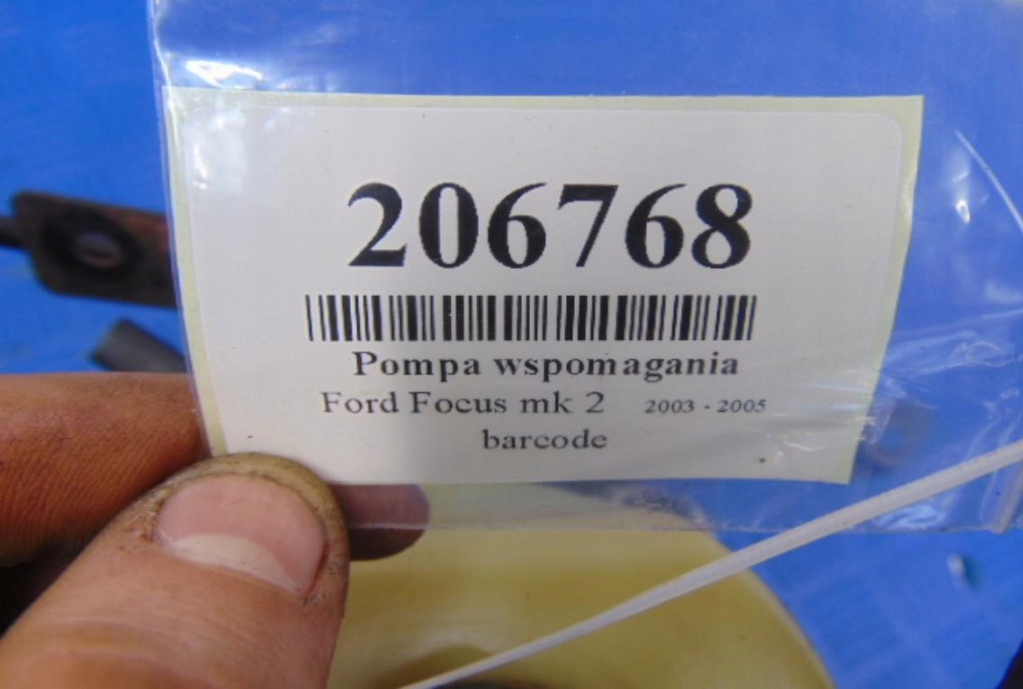 206768
Pompa wspomagania
Ford Focus mk 2 2003 - 2005
barcode